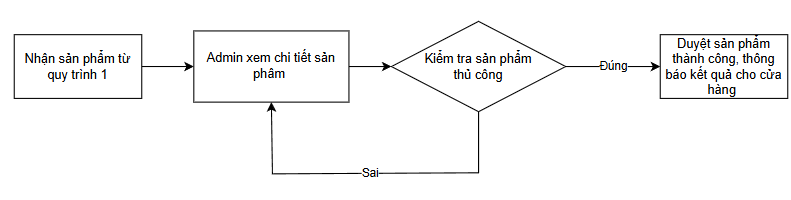 Nhận sản phẩm từ
quy trình 1
Admin xem chi tiết sản
phẩm
Kiểm tra sản phẩm
thủ công
Đúng
Duyệt sản phẩm
thành công, thông
báo kết quả cho cửa
hàng
Sai